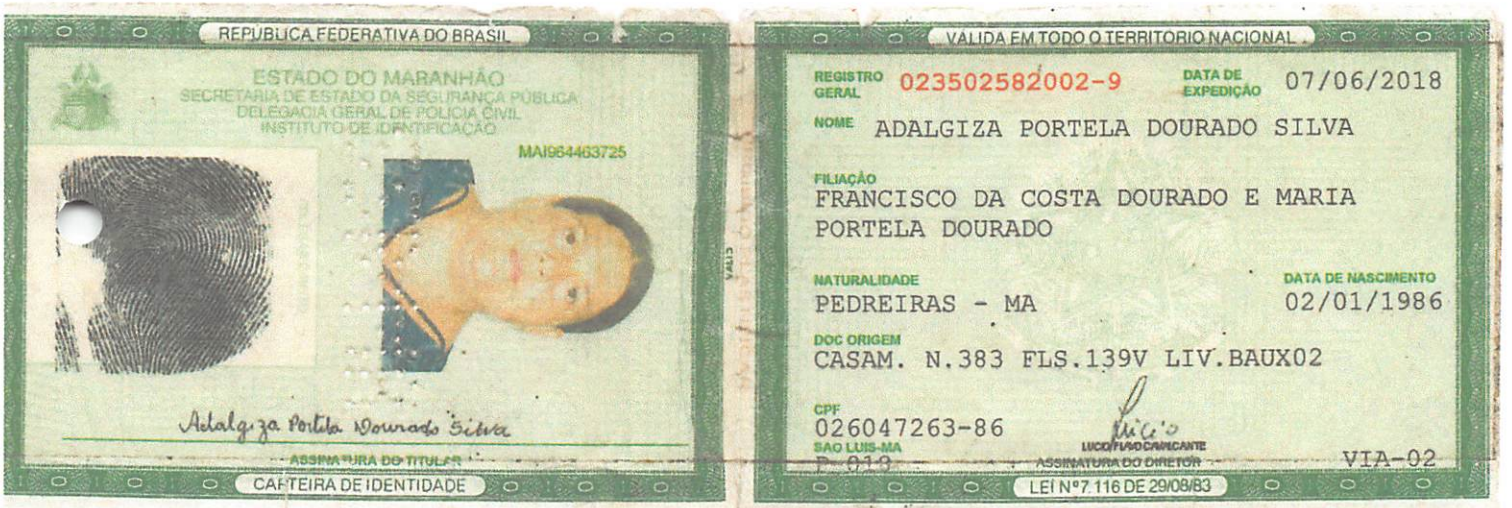 REPÚBLICA FEDERATIVA DO BRASIL
ESTADO DO MARANHÃO
SECRETARIA DE ESTADO DA SEGURANÇA PÚBLICA
DELEGACIA GERAL DE POLÍCIA CIVIL
INSTITUTO DE IDENTIFICAÇÃO
MAI964463725
Adalgiza Portela Dourado Silva
ASSINATURA DO TITULAR
CARTEIRA DE IDENTIDADE
VÁLIDA EM TODO O TERRITÓRIO NACIONAL
REGISTRO GERAL 023502582002-9 DATA DE EXPEDIÇÃO 07/06/2018
NOME ADALGIZA PORTELA DOURADO SILVA
FILIAÇÃO
FRANCISCO DA COSTA DOURADO E MARIA
PORTELA DOURADO
NATURALIDADE DATA DE NASCIMENTO
PEDREIRAS - MA 02/01/1986
DOC ORIGEM
CASAM. N.383 FLS.139V LIV.BAUX02
CPF
026047263-86
SAO LUIS-MA LUCIO FLAVO CAVALCANTE
ASSINATURA DO DIRETOR VIA-02
LEI Nº 7.116 DE 29/08/83